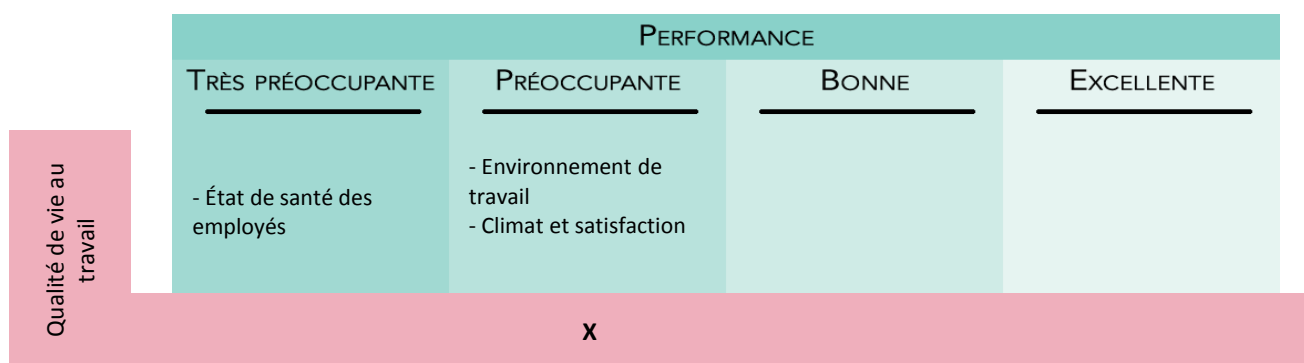 PERFORMANCE
TRÈS PRÉOCCUPANTE
PRÉOCCUPANTE
BONNE
EXCELLENTE
Qualité de vie au
travail
- État de santé des
employés
- Environnement de
travail
- Climat et satisfaction
X